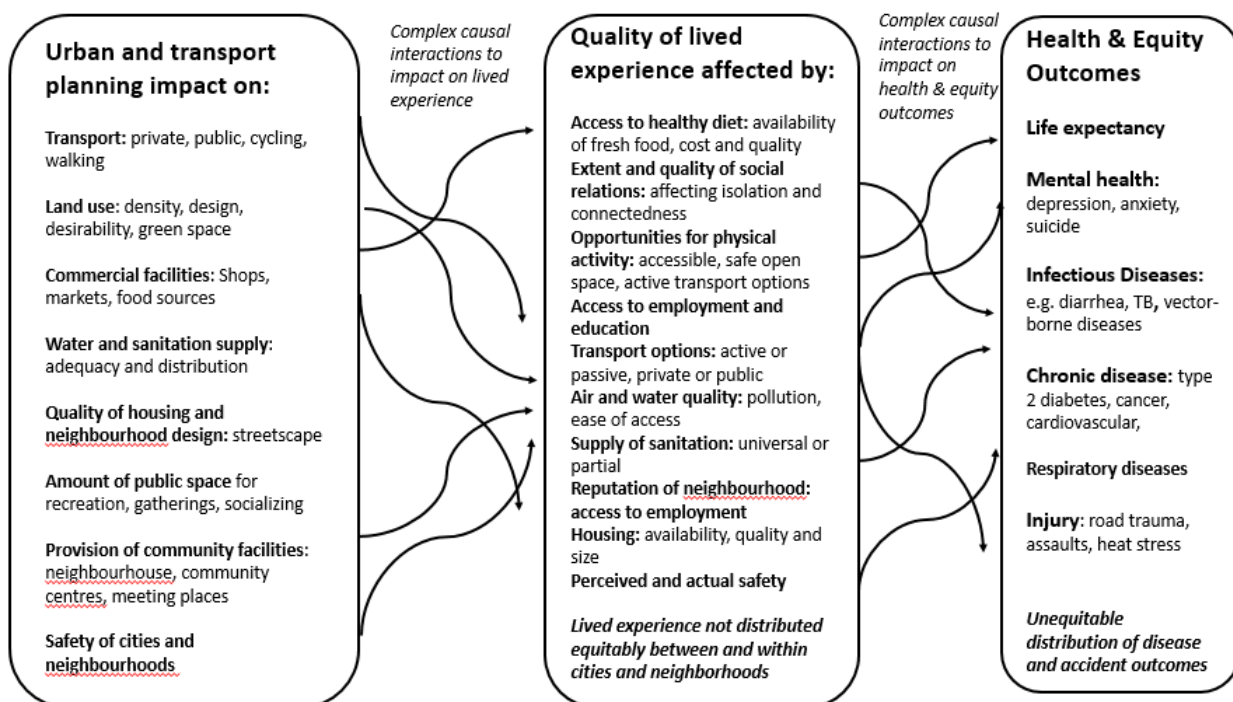 Urban and transport
planning impact on:
Transport: private, public, cycling,
walking
Land use: density, design,
desirability, green space
Commercial facilities: Shops,
markets, food sources
Water and sanitation supply:
adequacy and distribution
Quality of housing and
neighbourhood design: streetscape
Amount of public space for
recreation, gatherings, socializing
Provision of community facilities:
neighbourhouse, community
centres, meeting places
Safety of cities and
neighbourhoods
Complex causal
interactions to
impact on lived
experience
Quality of lived
experience affected by:
Access to healthy diet: availability
of fresh food, cost and quality
Extent and quality of social
relations: affecting isolation and
connectedness
Opportunities for physical
activity: accessible, safe open
space, active transport options
Access to employment and
education
Transport options: active or
passive, private or public
Air and water quality: pollution,
ease of access
Supply of sanitation: universal or
partial
Reputation of neighbourhood:
access to employment
Housing: availability, quality and
size
Perceived and actual safety
Lived experience not distributed
equitably between and within
cities and neighborhoods
Complex causal
interactions to
impact on
health & equity
outcomes
Health & Equity
Outcomes
Life expectancy
Mental health:
depression, anxiety,
suicide
Infectious Diseases:
e.g. diarrhea, TB, vector-
borne diseases
Chronic disease: type
2 diabetes, cancer,
cardiovascular,
Respiratory diseases
Injury: road trauma,
assaults, heat stress
Unequitable
distribution of disease
and accident outcomes